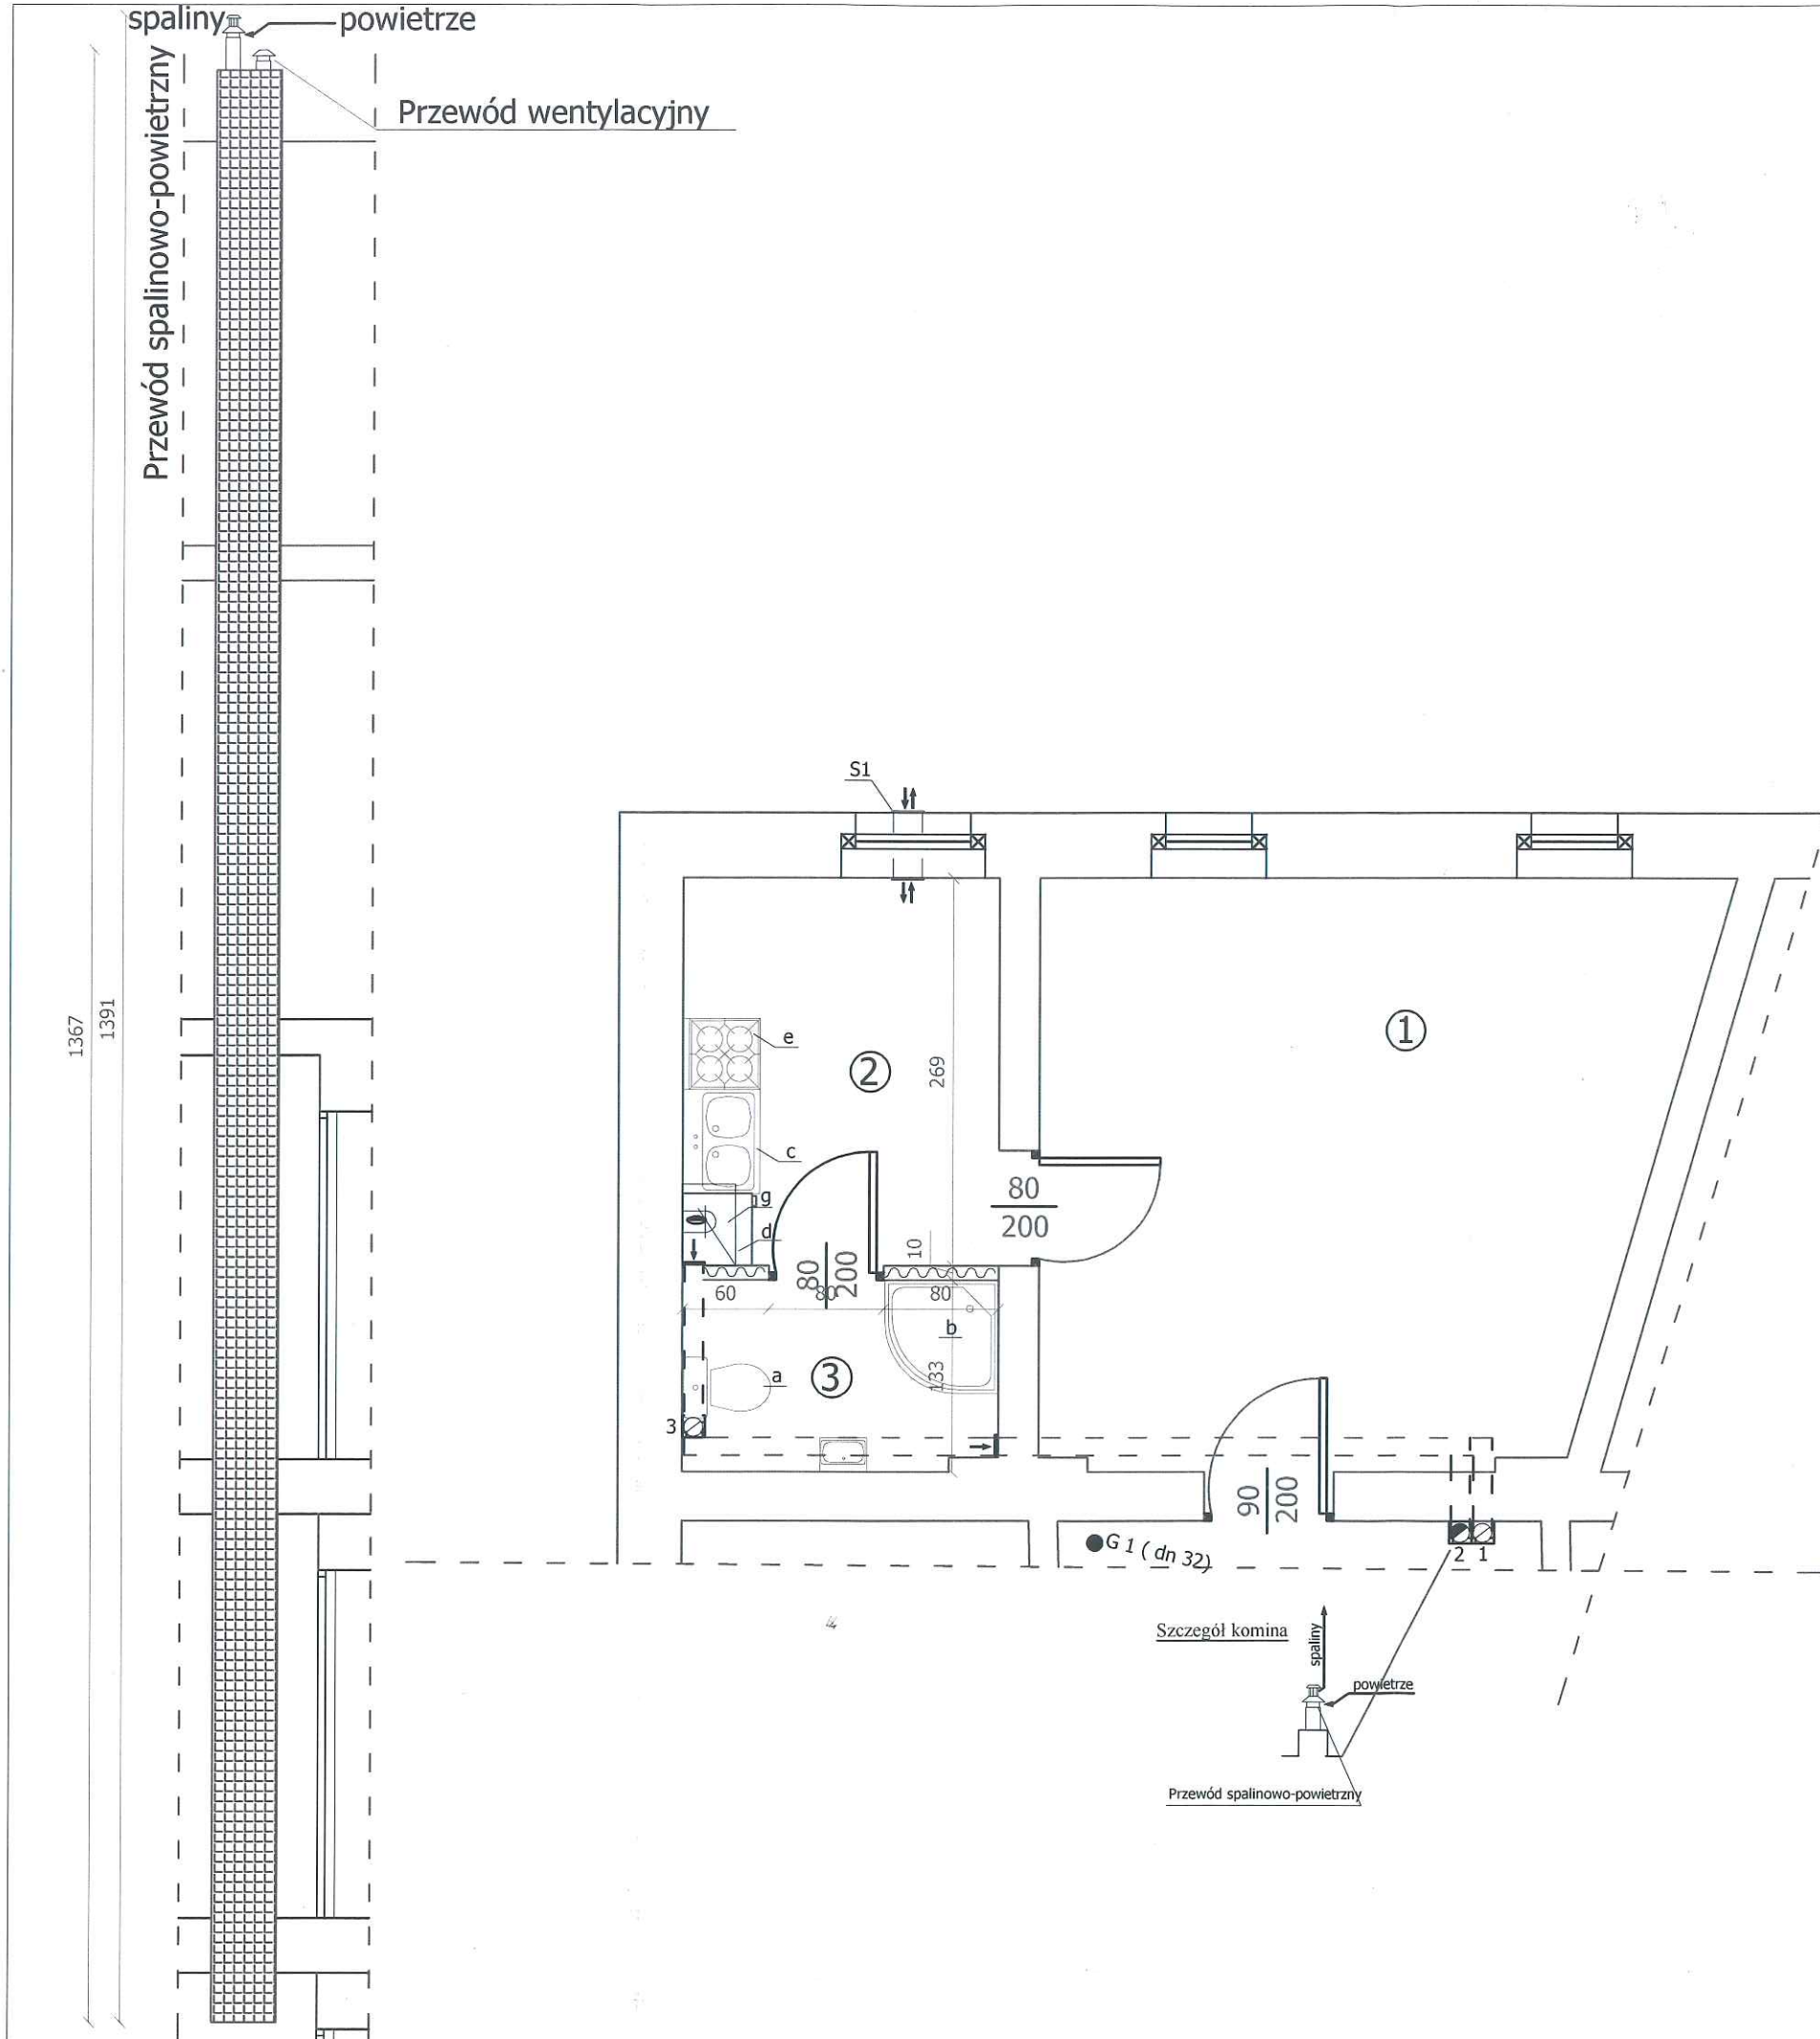 spaliny
powietrze
Przewód spalinowo-powietrzny
Przewód wentylacyjny
1367
1391
S1
e
2
269
1
c
80
200
g
d
80
200
10
60
80
80
b
a
3
133
3
90
200
G 1 ( dn 32)
2 1
Szczegół komina
spaliny
powietrze
Przewód spalinowo-powietrzny